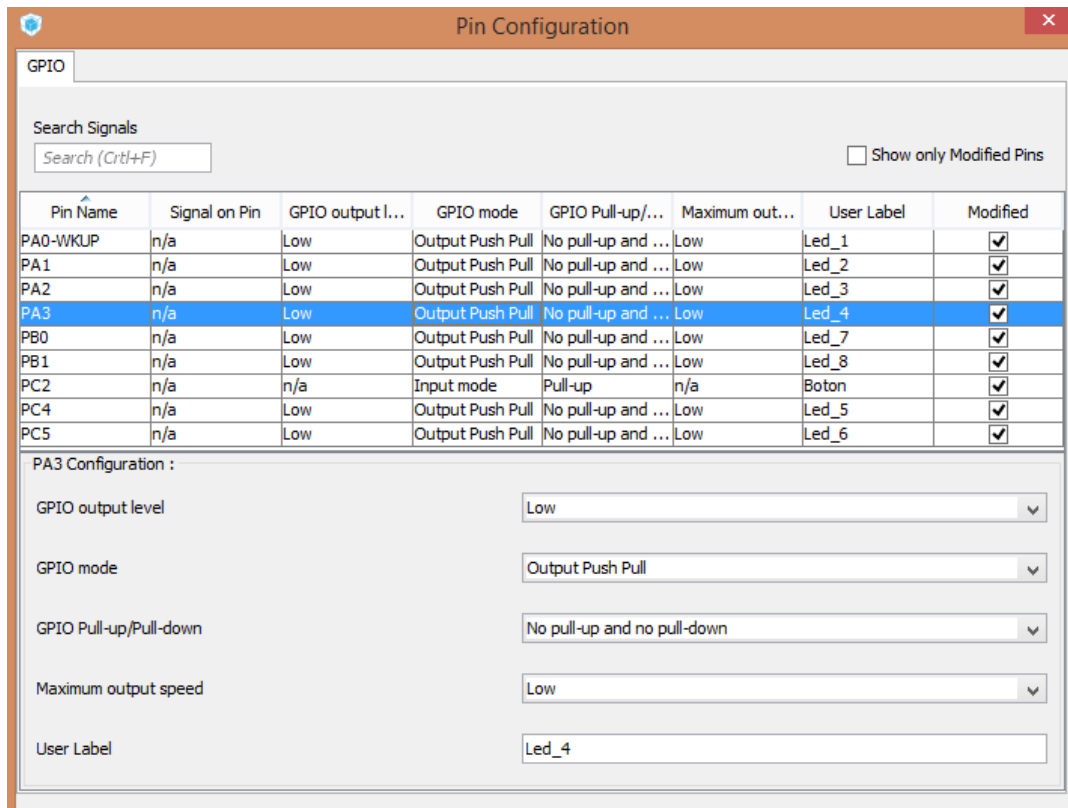 Pin Configuration
GPIO
Search Signals
Search (Crtl+F)
Show only Modified Pins
Pin Name Signal on Pin GPIO output l... GPIO mode GPIO Pull-up/... Maximum out... User Label Modified
PA0-WKUP n/a Low Output Push Pull No pull-up and ... Low Led_1
PA1 n/a Low Output Push Pull No pull-up and ... Low Led_2
PA2 n/a Low Output Push Pull No pull-up and ... Low Led_3
PA3 n/a Low Output Push Pull No pull-up and ... Low Led_4
PB0 n/a Low Output Push Pull No pull-up and ... Low Led_7
PB1 n/a Low Output Push Pull No pull-up and ... Low Led_8
PC2 n/a n/a Input mode Pull-up n/a Boton
PC4 n/a Low Output Push Pull No pull-up and ... Low Led_5
PC5 n/a Low Output Push Pull No pull-up and ... Low Led_6
PA3 Configuration :
GPIO output level Low
GPIO mode Output Push Pull
GPIO Pull-up/Pull-down No pull-up and no pull-down
Maximum output speed Low
User Label Led_4